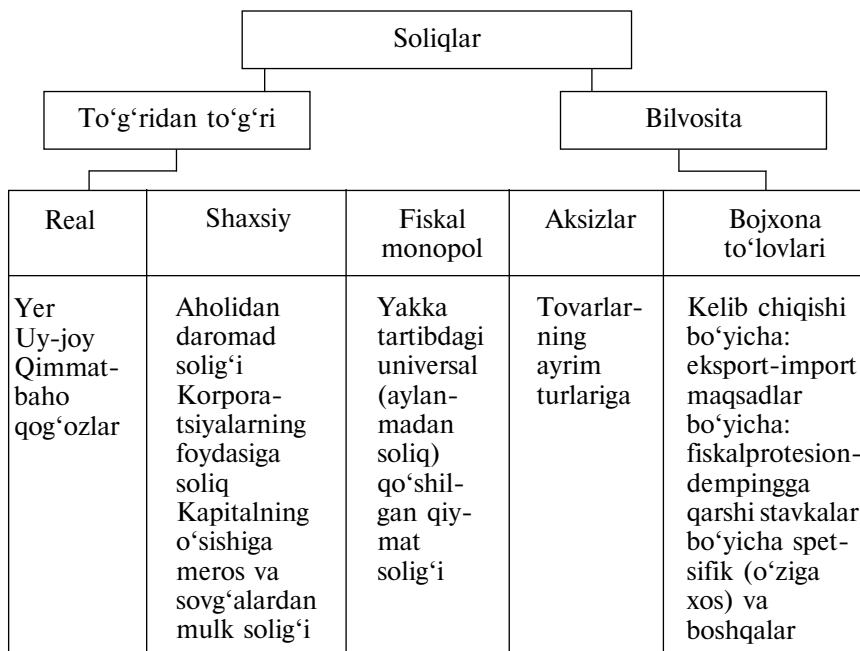 Soliqlar
To‘g‘ridan to‘g‘ri
Bilvosita
Real
Shaxsiy
Fiskal
monopol
Aksizlar
Bojxona
to‘lovlari
Yer
Uy-joy
Qimmat-
baho
qog‘ozlar
Aholidan
daromad
solig‘i
Korpora-
tsiyalarning
foydasiga
soliq
Kapitalning
o‘sishiga
meros va
sovg‘alardan
mulk solig‘i
Yakka
tartibdagi
universal
(aylan-
madan
soliq)
qo‘shil-
gan qiy-
mat
solig‘i
Tovarlar-
ning
ayrim
turlariga
Kelib chiqishi
bo‘yicha:
eksport-import
maqsadlar
bo‘yicha:
fiskalprotesion-
dempingga
qarshi stavkalar
bo‘yicha spet-
sifik (o‘ziga
xos) va
boshqalar